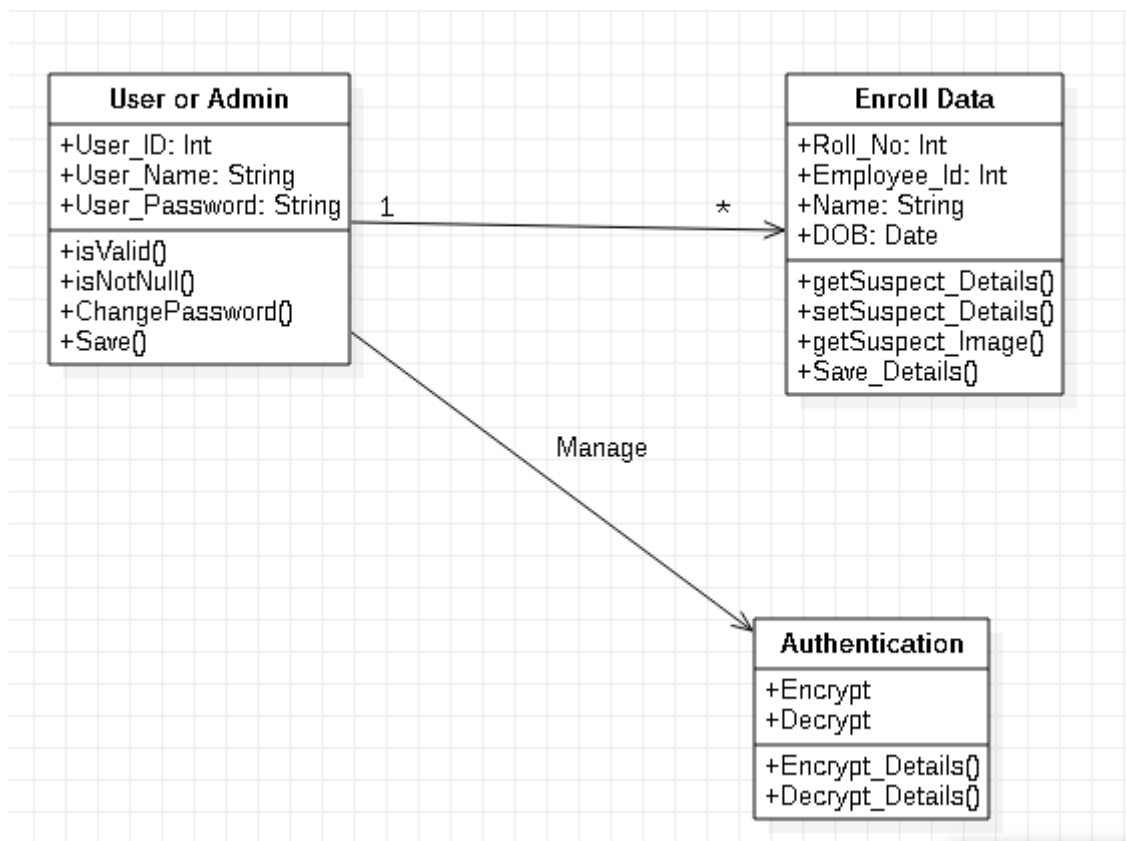 User or Admin
+User_ID: Int
+User_Name: String
+User_Password: String
+isValid()
+isNotNull()
+ChangePassword()
+Save()
1
*
Enroll Data
+Roll_No: Int
+Employee_Id: Int
+Name: String
+DOB: Date
+getSuspect_Details()
+setSuspect_Details()
+getSuspect_Image()
+Save_Details()
Manage
Authentication
+Encrypt
+Decrypt
+Encrypt_Details()
+Decrypt_Details()